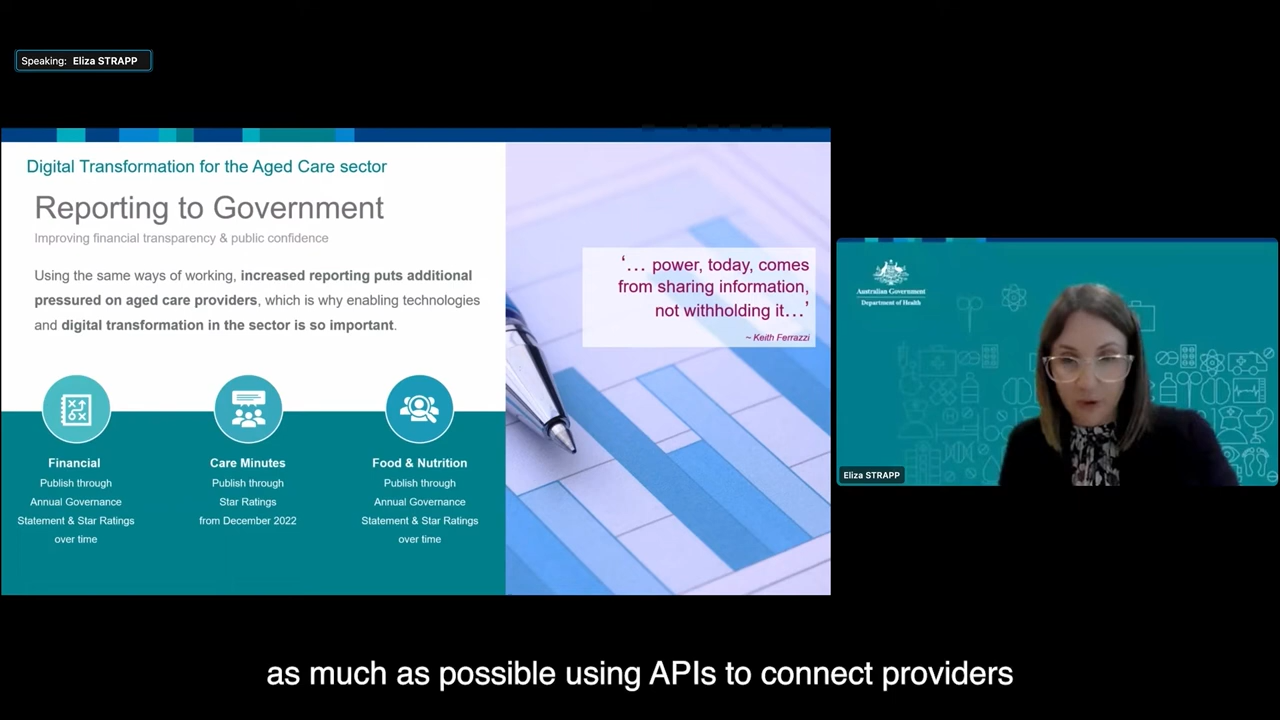 Speaking: Eliza STRAPP
Digital Transformation for the Aged Care sector
Reporting to Government
Improving financial transparency & public confidence
Using the same ways of working, increased reporting puts additional
pressured on aged care providers, which is why enabling technologies
and digital transformation in the sector is so important.
Financial
Publish through
Annual Governance
Statement & Star Ratings
over time
Care Minutes
Publish through
Star Ratings
from December 2022
Food & Nutrition
Publish through
Annual Governance
Statement & Star Ratings
over time
‘... power, today, comes
from sharing information,
not withholding it...’
~ Keith Ferrazzi
Australian Government
Department of Health
Eliza STRAPP
as much as possible using APIs to connect providers